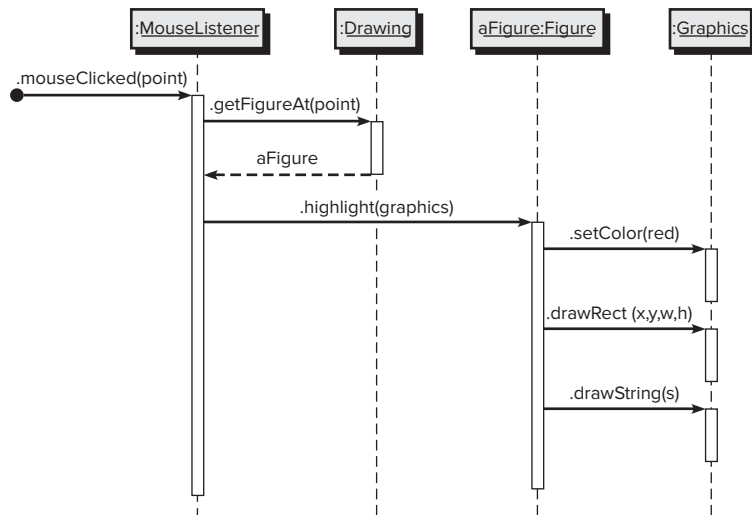 :MouseListener
:Drawing
aFigure:Figure
:Graphics
.mouseClicked(point)
.getFigureAt(point)
aFigure
.highlight(graphics)
.setColor(red)
.drawRect (x,y,w,h)
.drawString(s)